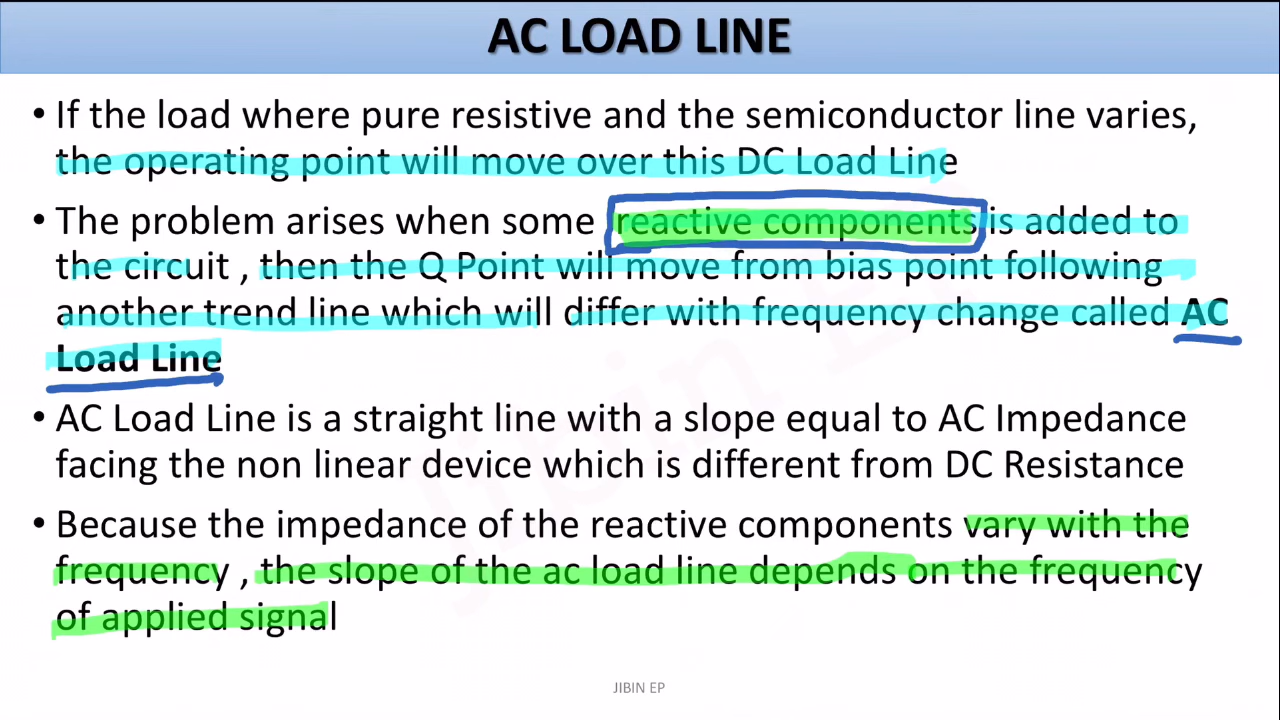 AC LOAD LINE
• If the load where pure resistive and the semiconductor line varies,
the operating point will move over this DC Load Line
• The problem arises when some reactive components is added to
the circuit , then the Q Point will move from bias point following
another trend line which will differ with frequency change called AC
Load Line
• AC Load Line is a straight line with a slope equal to AC Impedance
facing the non linear device which is different from DC Resistance
• Because the impedance of the reactive components vary with the
frequency , the slope of the ac load line depends on the frequency
of applied signal
Jibin EP
JIBIN EP